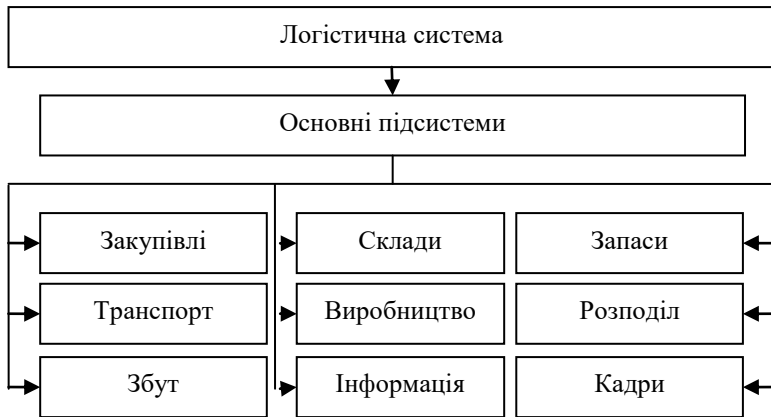 Логістична система
Основні підсистеми
Закупівлі
Склади
Запаси
Транспорт
Виробництво
Розподіл
Збут
Інформація
Кадри